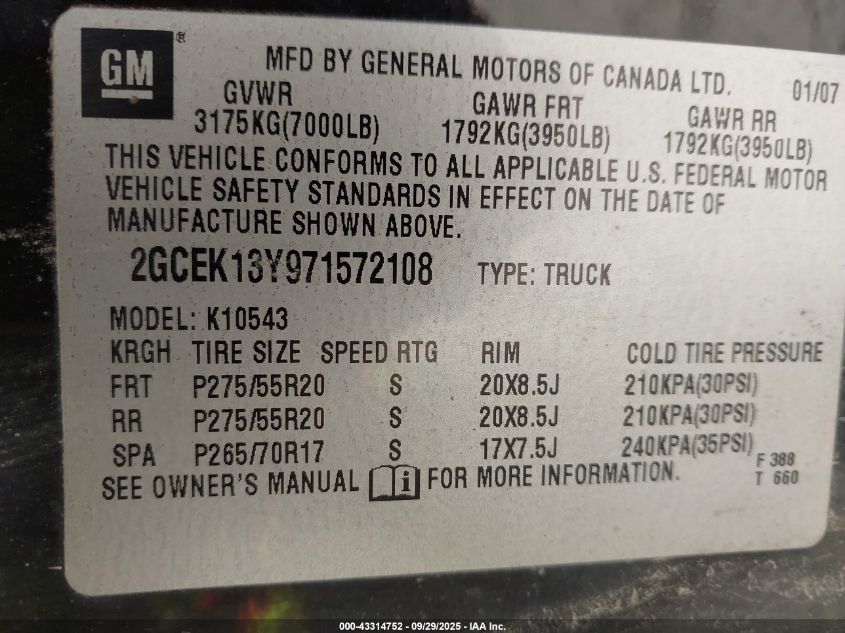 GM ®
MFD BY GENERAL MOTORS OF CANADA LTD. 01/07
GVWR GAWR FRT GAWR RR
3175KG(7000LB) 1792KG(3950LB) 1792KG(3950LB)
THIS VEHICLE CONFORMS TO ALL APPLICABLE U.S. FEDERAL MOTOR
VEHICLE SAFETY STANDARDS IN EFFECT ON THE DATE OF
MANUFACTURE SHOWN ABOVE.
2GCEK13Y971572108 TYPE: TRUCK
MODEL: K10543
KRGH TIRE SIZE SPEED RTG RIM COLD TIRE PRESSURE
FRT P275/55R20 S 20X8.5J 210KPA(30PSI)
RR P275/55R20 S 20X8.5J 210KPA(30PSI)
SPA P265/70R17 S 17X7.5J 240KPA(35PSI)
F 388
SEE OWNER'S MANUAL i FOR MORE INFORMATION. T 660
000-43314752 - 09/29/2025 - IAA Inc.